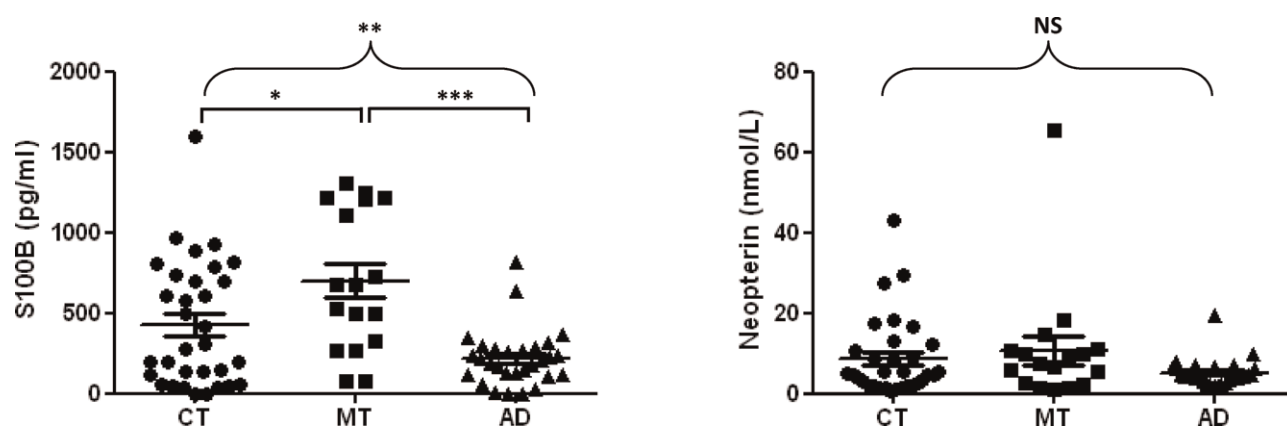 **
2000
*
***
1500
1000
500
0
S100B (pg/ml)
CT MT AD
NS
80
60
40
20
0
Neopterin (nmol/L)
CT MT AD